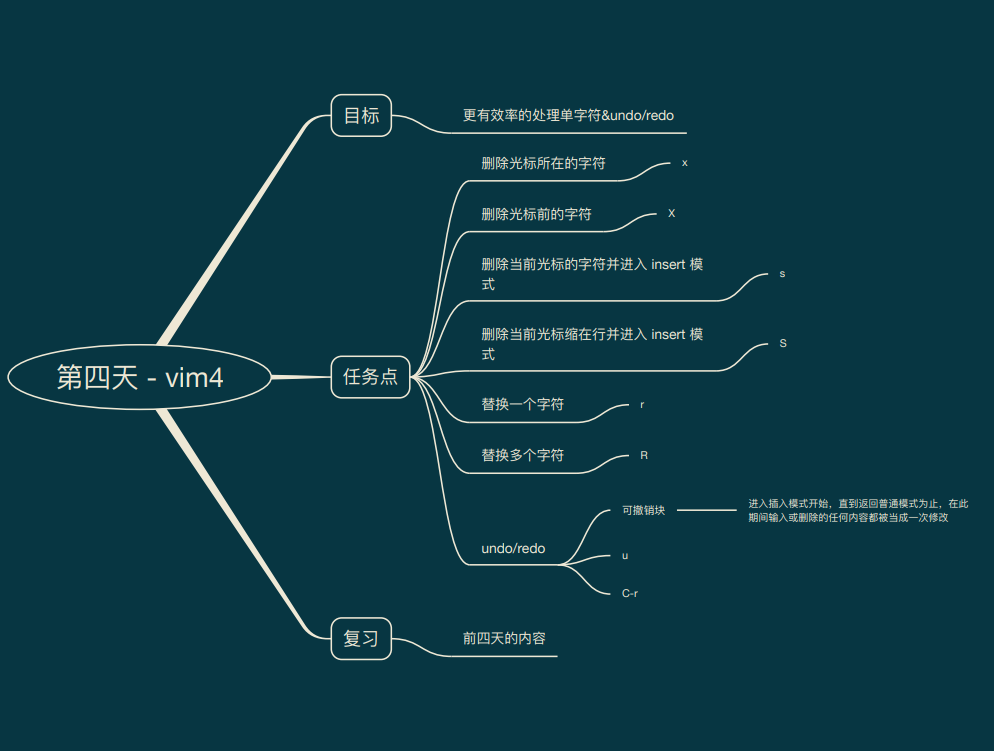 目标
更有效率的处理单字符&undo/redo
删除光标所在的字符
x
删除光标前的字符
X
删除当前光标的字符并进入 insert 模
式
s
删除当前光标缩在行并进入 insert 模
式
S
第四天 - vim4
任务点
替换一个字符
r
替换多个字符
R
undo/redo
可撤销块
进入插入模式开始，直到返回普通模式为止，在此
期间输入或删除的任何内容都被当成一次修改
u
C-r
复习
前四天的内容